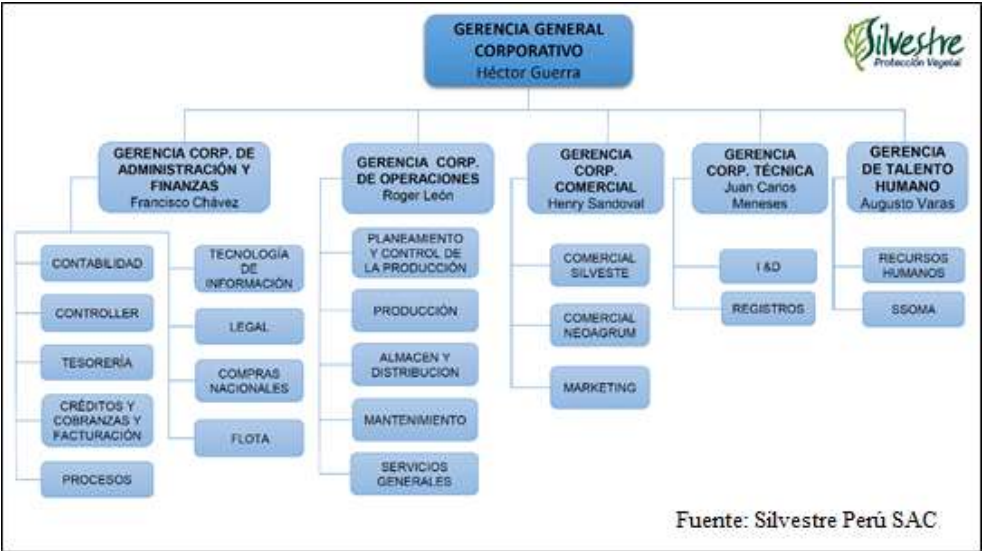 GERENCIA GENERAL
CORPORATIVO
Héctor Guerra
Silvestre
Protección Vegetal
GERENCIA CORP. DE
ADMINISTRACIÓN Y
FINANZAS
Francisco Chávez
GERENCIA CORP.
DE OPERACIONES
Roger León
GERENCIA
CORP.
COMERCIAL
Henry Sandoval
GERENCIA
CORP. TÉCNICA
Juan Carlos
Meneses
GERENCIA
DE TALENTO
HUMANO
Augusto Varas
CONTABILIDAD
CONTROLLER
TESORERÍA
CRÉDITOS Y
COBRANZAS Y
FACTURACIÓN
PROCESOS
TECNOLOGÍA
DE
INFORMACIÓN
LEGAL
COMPRAS
NACIONALES
FLOTA
PLANEAMIENTO
Y CONTROL DE
LA PRODUCCIÓN
PRODUCCIÓN
ALMACEN Y
DISTRIBUCION
MANTENIMIENTO
SERVICIOS
GENERALES
COMERCIAL
SILVESTE
COMERCIAL
NEOAGRUM
MARKETING
I &D
REGISTROS
RECURSOS
HUMANOS
SSOMA
Fuente: Silvestre Perú SAC